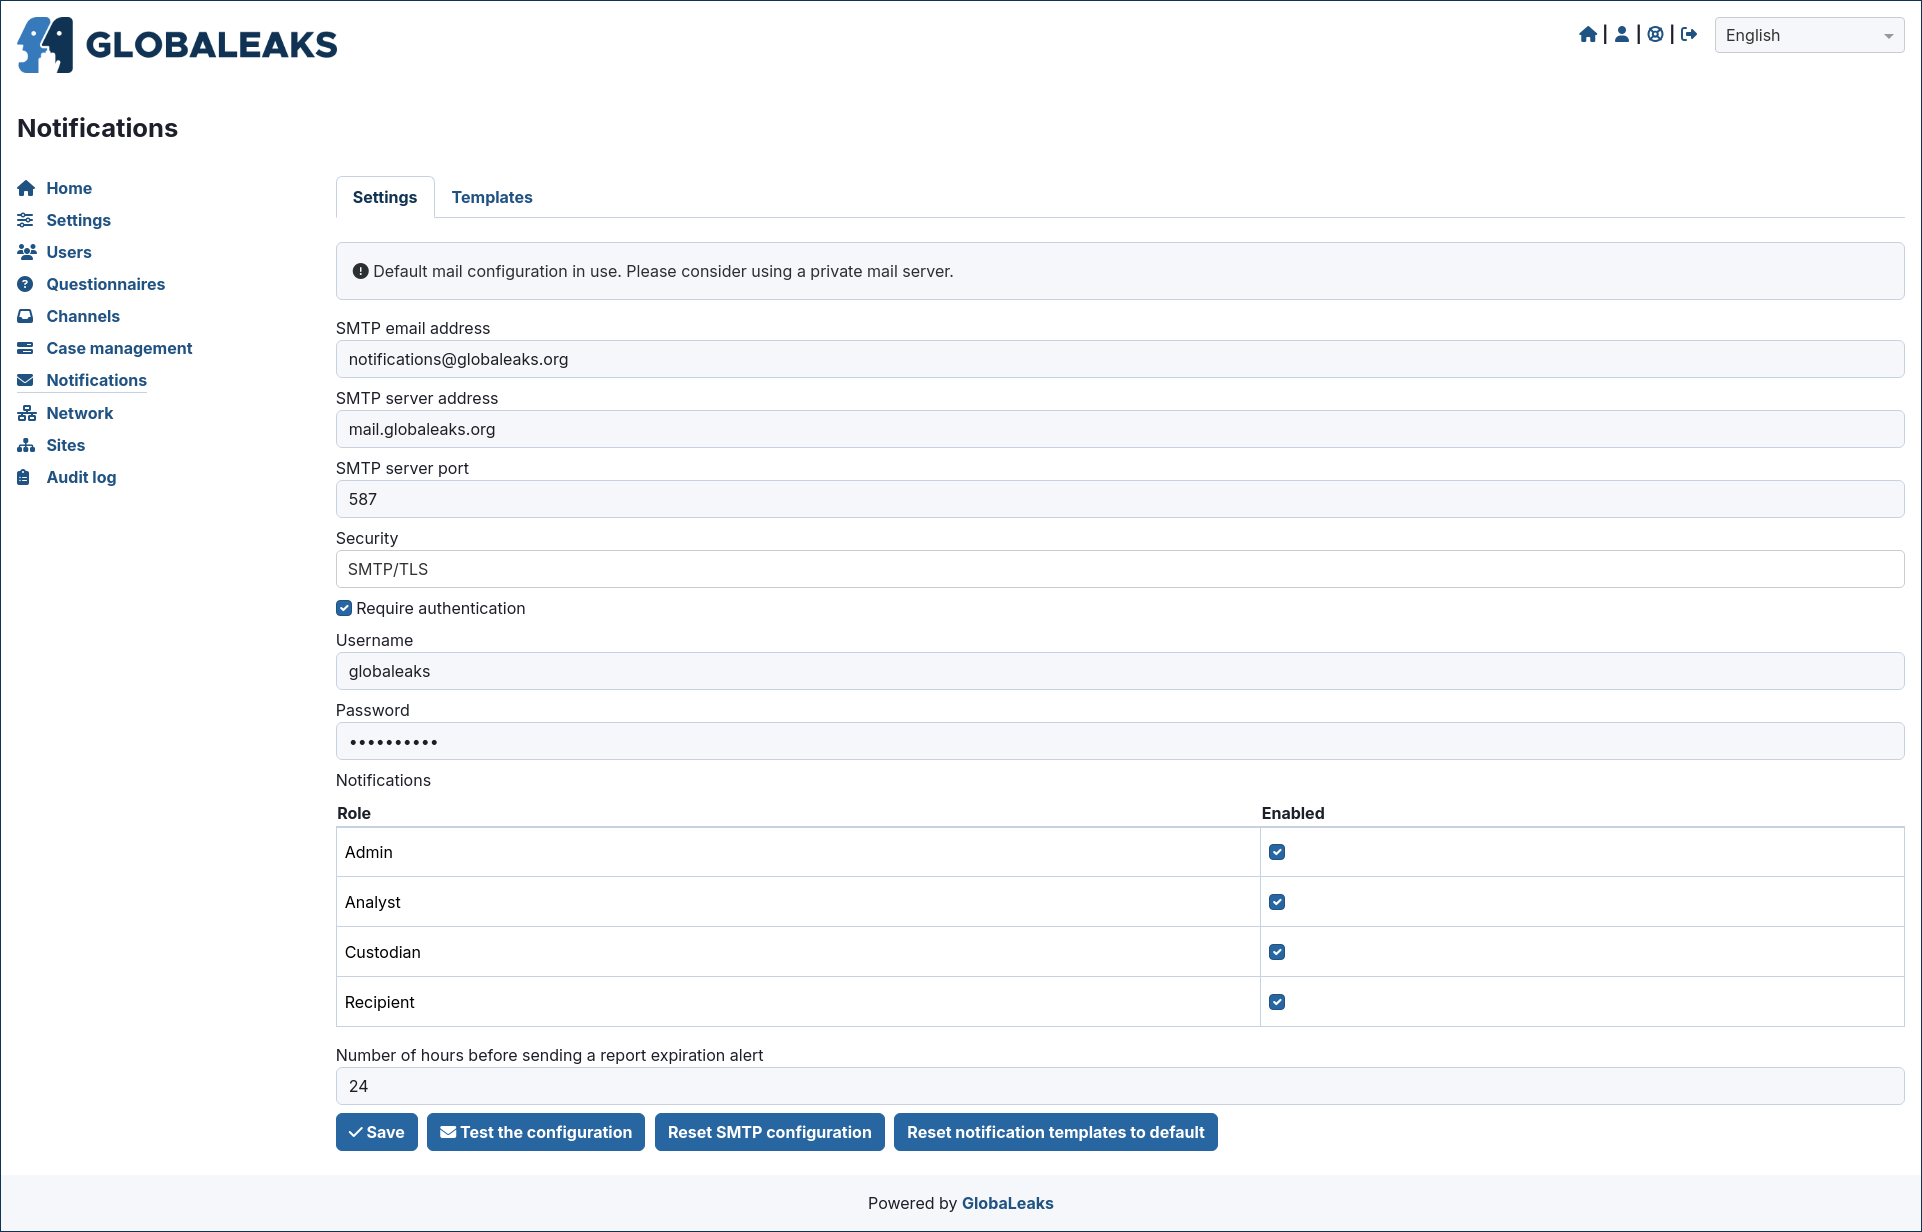 GLOBALEAKS
English
Notifications
Home
Settings
Users
Questionnaires
Channels
Case management
Notifications
Network
Sites
Audit log
Settings Templates
Default mail configuration in use. Please consider using a private mail server.
SMTP email address
notifications@globaleaks.org
SMTP server address
mail.globaleaks.org
SMTP server port
587
Security
SMTP/TLS
Require authentication
Username
globaleaks
Password
••••••••••
Notifications
Role Enabled
Admin
Analyst
Custodian
Recipient
Number of hours before sending a report expiration alert
24
Save Test the configuration Reset SMTP configuration Reset notification templates to default
Powered by GlobaLeaks